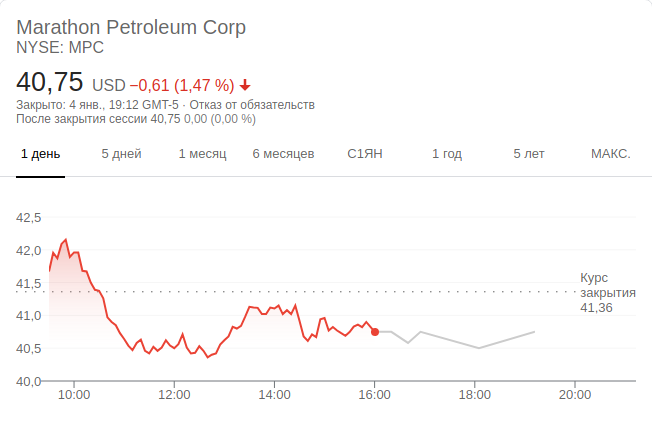 Marathon Petroleum Corp
NYSE: MPC
40,75 USD −0,61 (1,47 %)
Закрыто: 4 янв., 19:12 GMT-5 · Отказ от обязательств
После закрытия сессии 40,75 0,00 (0,00 %)
1 день 5 дней 1 месяц 6 месяцев С1ЯН 1 год 5 лет МАКС.
42,5
42,0
41,5
41,0
40,5
40,0
Курс
закрытия
41,36
10:00 12:00 14:00 16:00 18:00 20:00